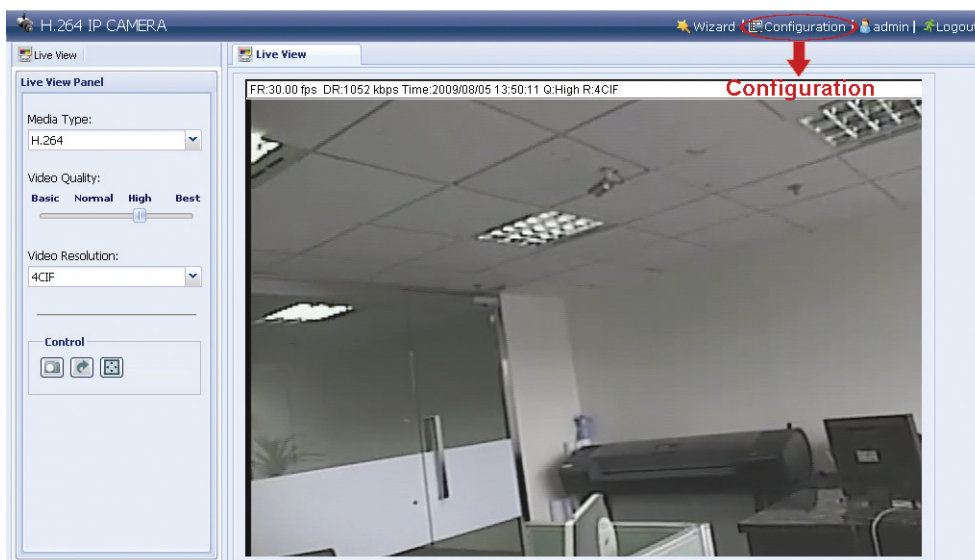 H.264 IP CAMERA
Wizard | Configuration | admin | Logout
Live View
Live View
Configuration
Live View Panel
FR:30.00 fps DR:1052 kbps Time:2009/08/05 13:50:11 Q:High R:4CIF
Media Type:
H.264
Video Quality:
Basic Normal High Best
Video Resolution:
4CIF
Control